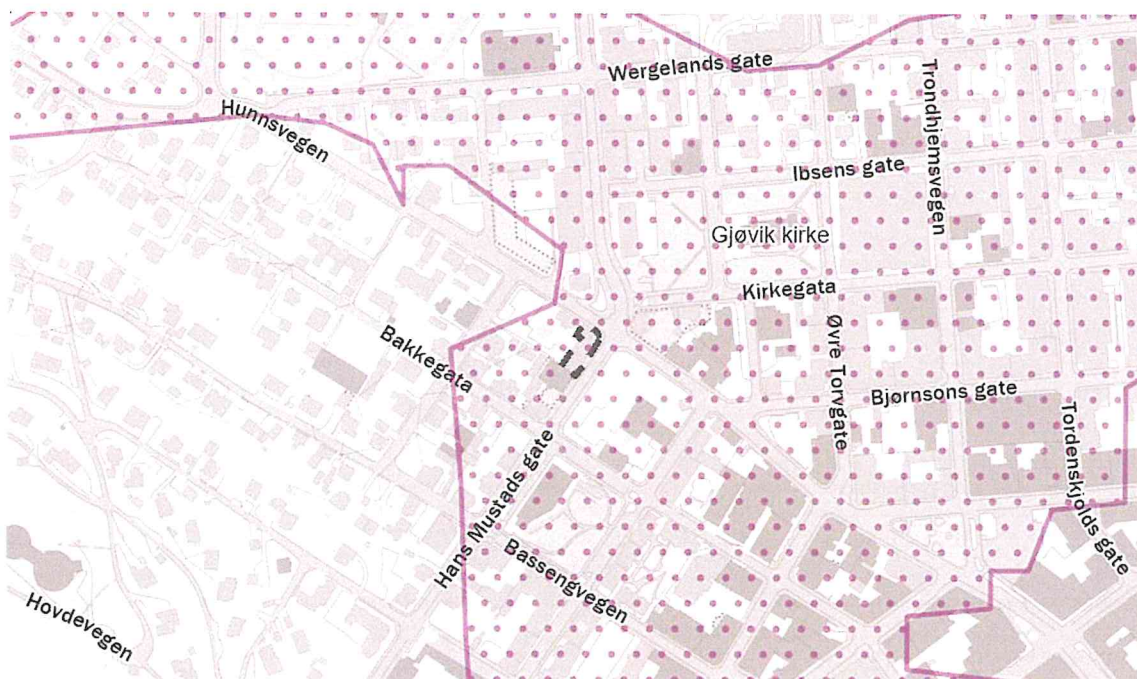 Wergelands gate
Trondhjemsvegen
Hunnsvegen
Ibsens gate
Gjøvik kirke
Kirkegata
Bakkegata
Øvre Torvgate
Bjørnsons gate
Tordenskjolds gate
Hans Mustads gate
Bassengvegen
Hovdevegen